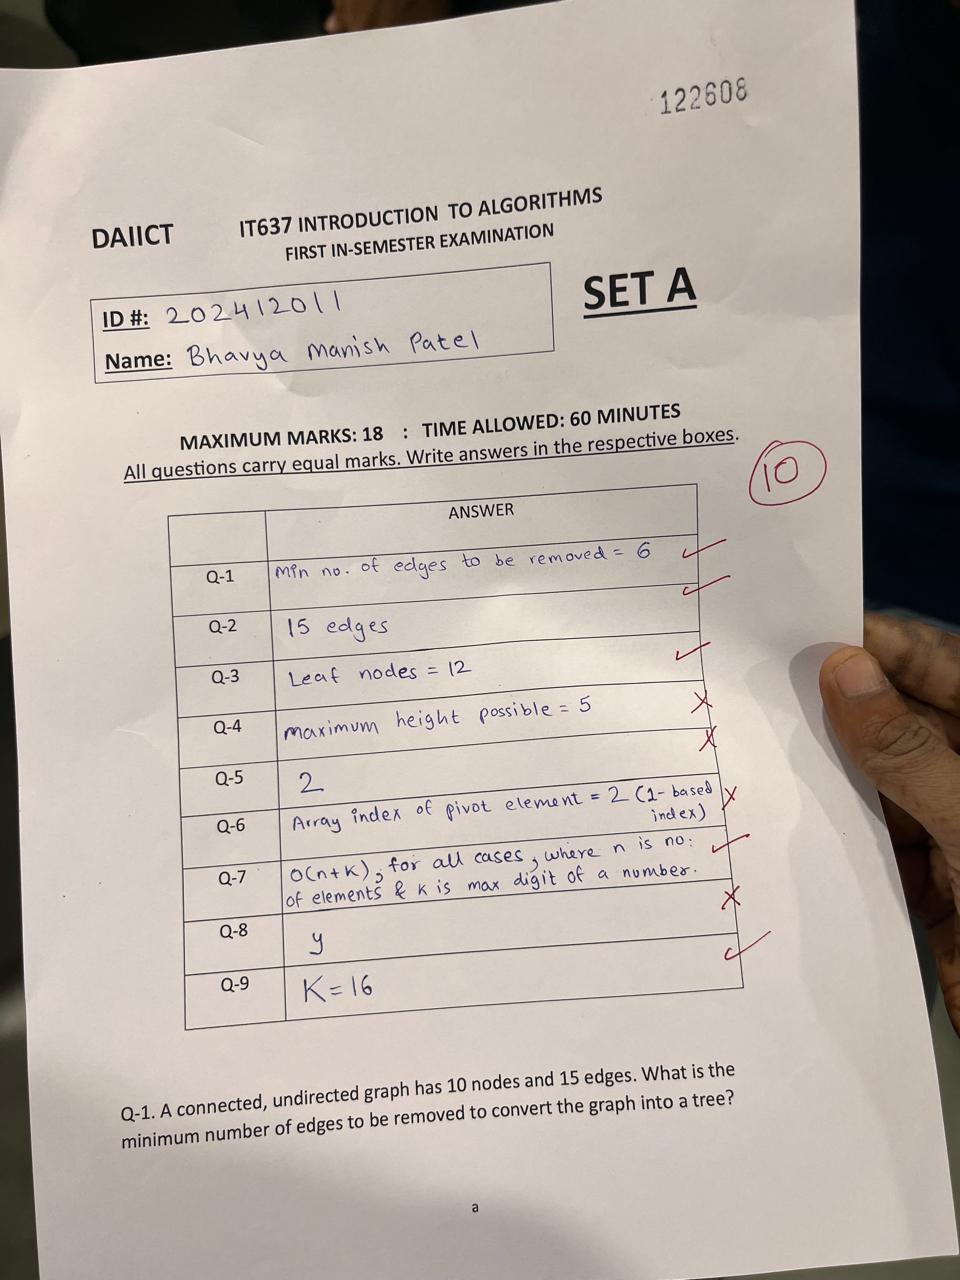 122608
DAIICT IT637 INTRODUCTION TO ALGORITHMS
FIRST IN-SEMESTER EXAMINATION
SET A
ID #: 202412011
Name: Bhavya Manish Patel
MAXIMUM MARKS: 18 : TIME ALLOWED: 60 MINUTES
All questions carry equal marks. Write answers in the respective boxes.
10
ANSWER
Q-1 Min no. of edges to be removed = 6
Q-2 15 edges
Q-3 Leaf nodes = 12
Q-4 maximum height possible = 5
Q-5 2
Q-6 Array index of pivot element = 2 (1-based
index)
Q-7 O(n+k), for all cases, where n is no:
of elements & k is max digit of a number.
Q-8 y
Q-9 K=16
Q-1. A connected, undirected graph has 10 nodes and 15 edges. What is the
minimum number of edges to be removed to convert the graph into a tree?
a